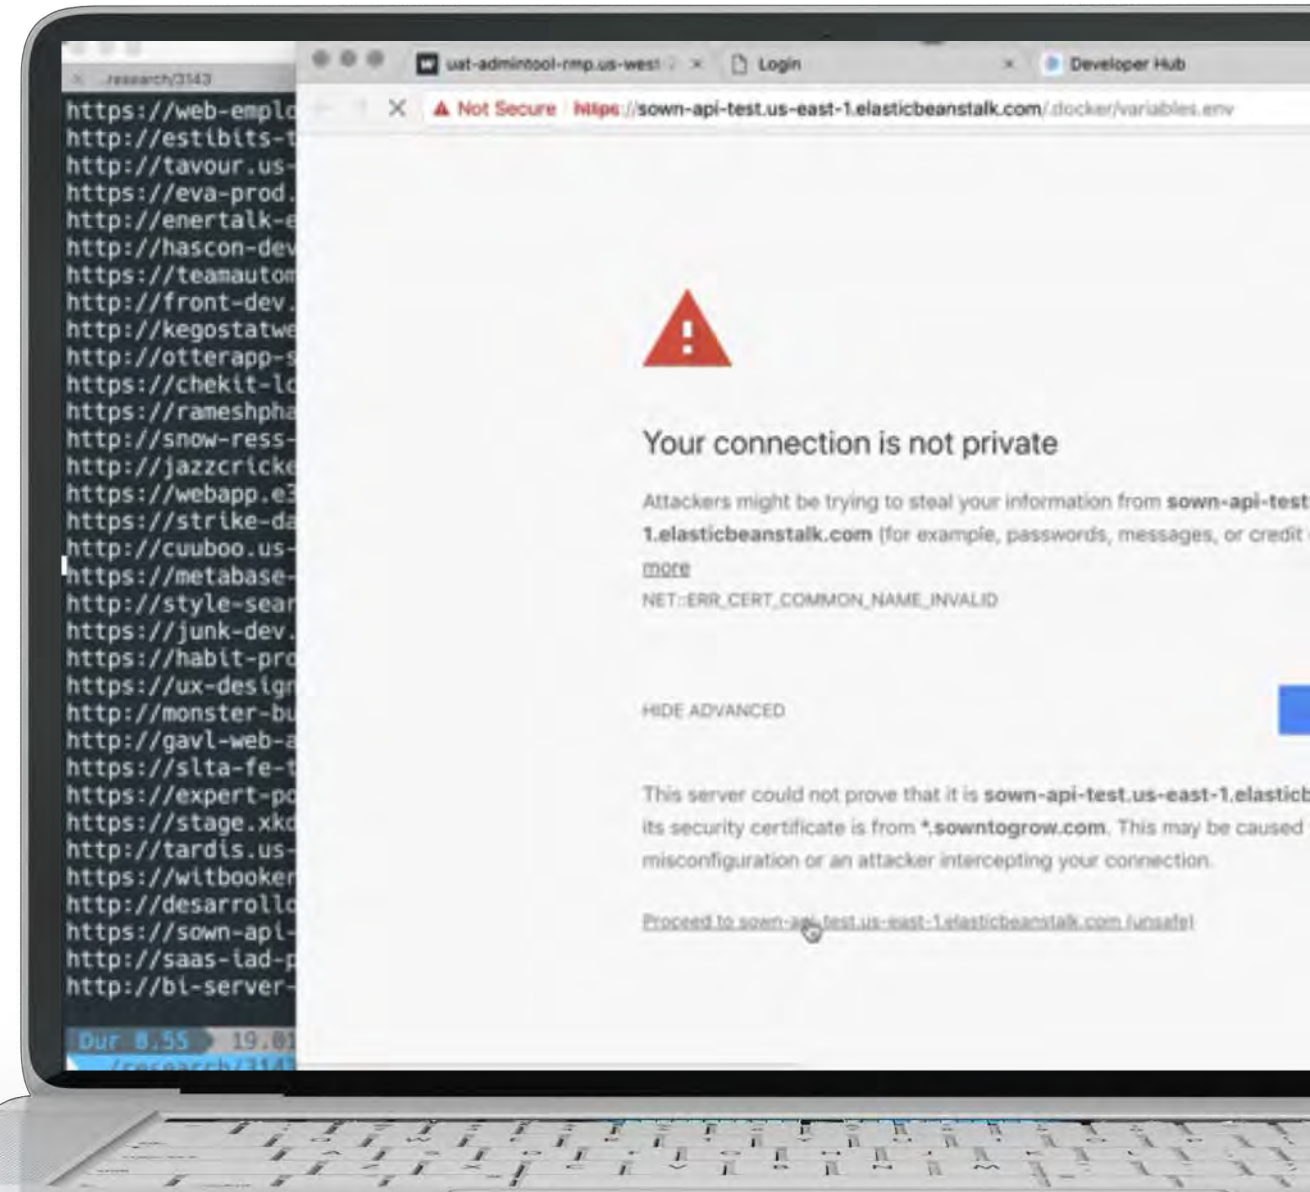 ../research/3143
https://web-emplo
http://estibits-t
http://tavour.us-
https://eva-prod.
http://enertalk-e
http://hascon-dev
https://teamautom
http://front-dev.
http://kegostatwe
http://otterapp-s
https://chekit-lo
https://rameshpha
http://snow-ress-
http://jazzcricke
https://webapp.e3
https://strike-da
http://cuuboo.us-
https://metabase-
http://style-sear
https://junk-dev.
https://habit-pro
https://ux-design
http://monster-bu
http://gavl-web-a
https://slta-fe-t
https://expert-po
https://stage.xkc
http://tardis.us-
https://witbooker
http://desarrollo
https://sown-api-
http://saas-iad-p
http://bi-server-
Dur 8.55 19.01
/research/3143
uat-admintool-rmp.us-west-2
Login
Developer Hub
Not Secure https://sown-api-test.us-east-1.elasticbeanstalk.com/.docker/variables.env
Your connection is not private
Attackers might be trying to steal your information from sown-api-test
1.elasticbeanstalk.com (for example, passwords, messages, or credit
more
NET::ERR_CERT_COMMON_NAME_INVALID
HIDE ADVANCED
This server could not prove that it is sown-api-test.us-east-1.elasticb
its security certificate is from *.sowntogrow.com. This may be caused
misconfiguration or an attacker intercepting your connection.
Proceed to sown-api-test.us-east-1.elasticbeanstalk.com (unsafe)